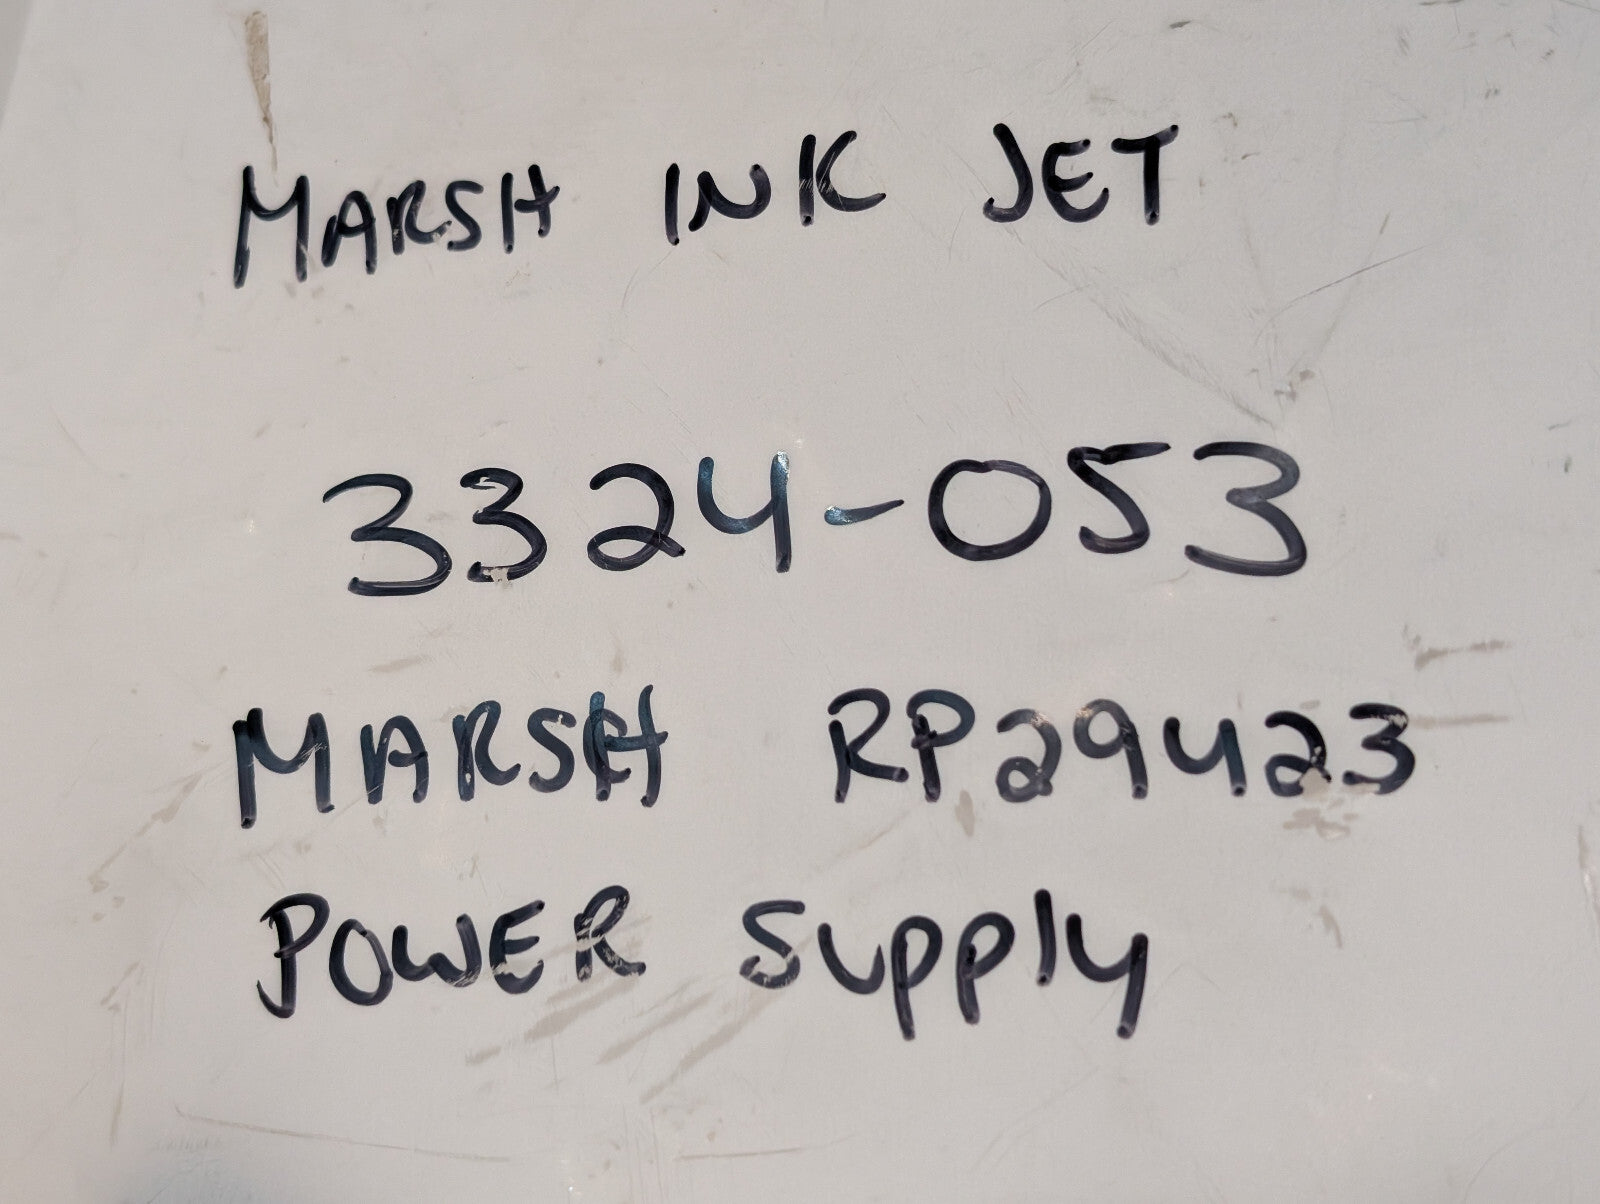 MARSH INK JET
3324-053
MARSH RP29423
POWER Supply